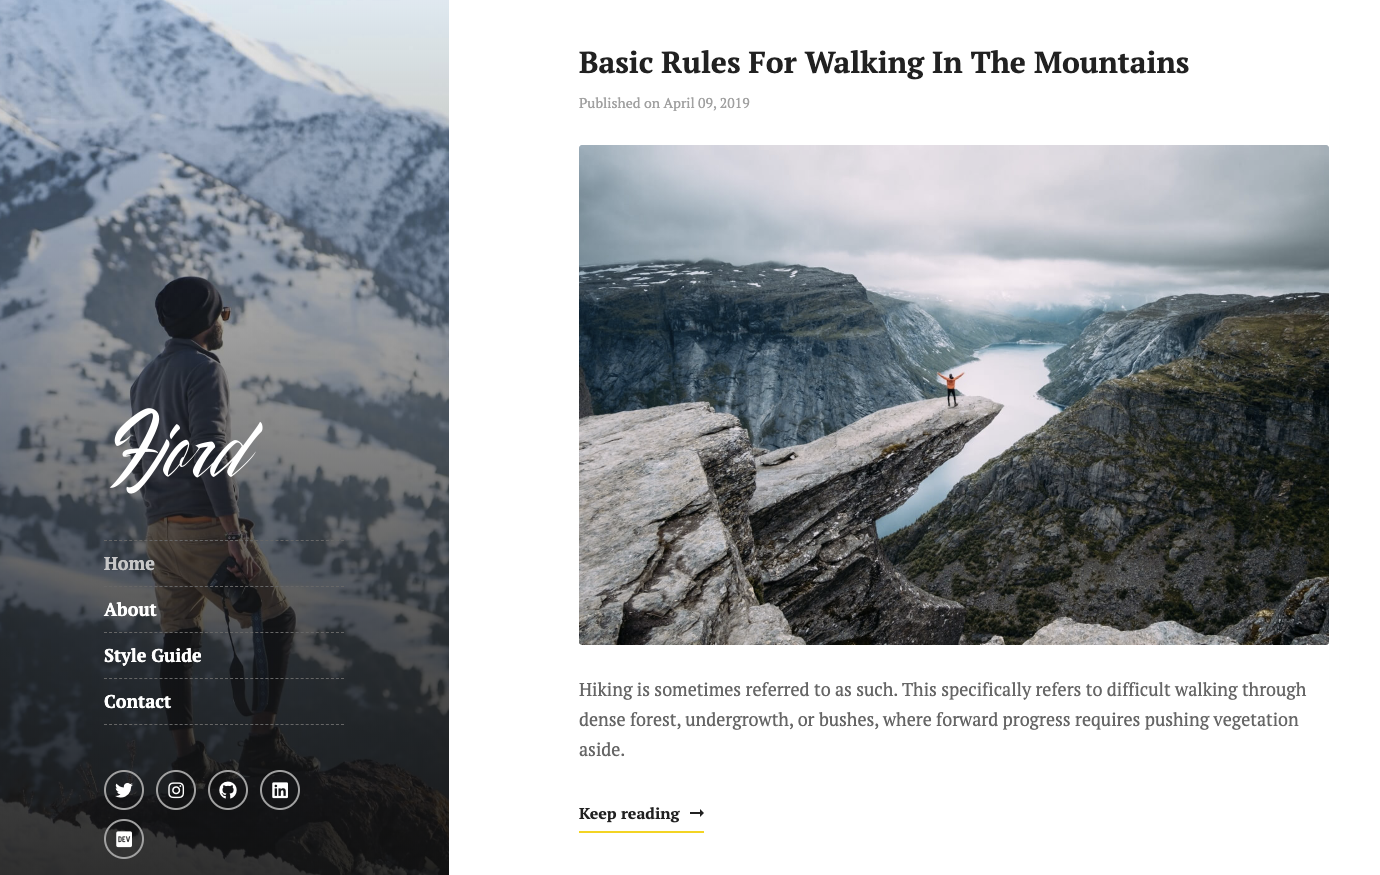 Fjord
Home
About
Style Guide
Contact
DEV
Basic Rules For Walking In The Mountains
Published on April 09, 2019
Hiking is sometimes referred to as such. This specifically refers to difficult walking through
dense forest, undergrowth, or bushes, where forward progress requires pushing vegetation
aside.
Keep reading